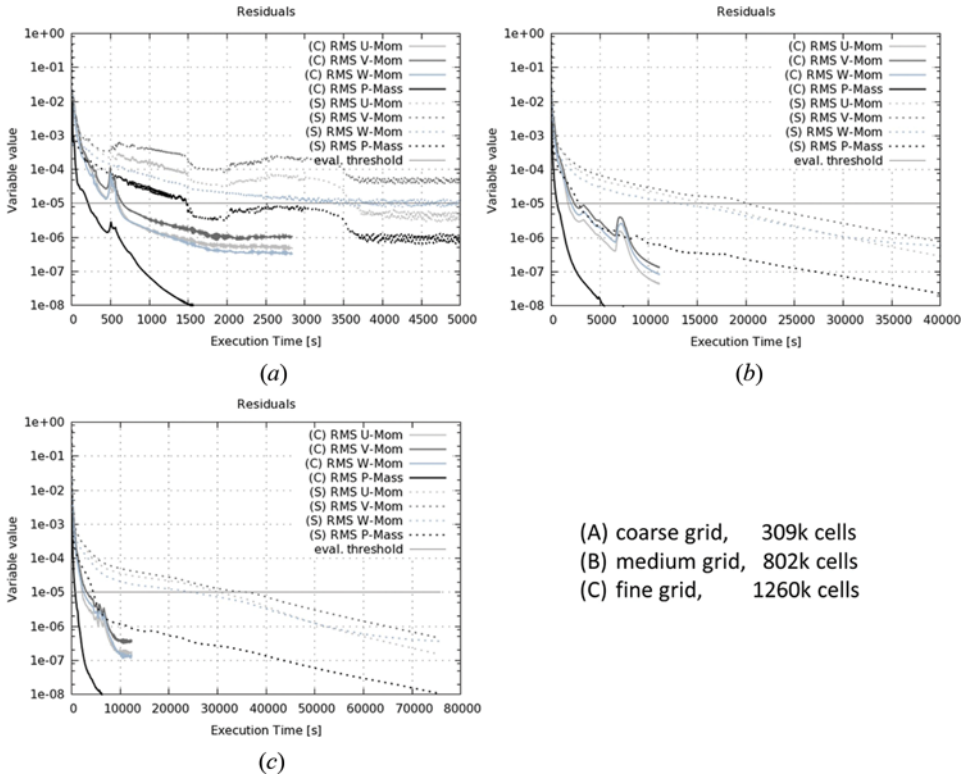 Residuals
1e+00
1e-01
1e-02
1e-03
1e-04
1e-05
1e-06
1e-07
1e-08
Variable value
(C) RMS U-Mom
(C) RMS V-Mom
(C) RMS W-Mom
(C) RMS P-Mass
(S) RMS U-Mom
(S) RMS V-Mom
(S) RMS W-Mom
(S) RMS P-Mass
eval. threshold
0 500 1000 1500 2000 2500 3000 3500 4000 4500 5000
Execution Time [s]
(a)
Residuals
1e+00
1e-01
1e-02
1e-03
1e-04
1e-05
1e-06
1e-07
1e-08
Variable value
(C) RMS U-Mom
(C) RMS V-Mom
(C) RMS W-Mom
(C) RMS P-Mass
(S) RMS U-Mom
(S) RMS V-Mom
(S) RMS W-Mom
(S) RMS P-Mass
eval. threshold
0 5000 10000 15000 20000 25000 30000 35000 40000
Execution Time [s]
(b)
Residuals
1e+00
1e-01
1e-02
1e-03
1e-04
1e-05
1e-06
1e-07
1e-08
Variable value
(C) RMS U-Mom
(C) RMS V-Mom
(C) RMS W-Mom
(C) RMS P-Mass
(S) RMS U-Mom
(S) RMS V-Mom
(S) RMS W-Mom
(S) RMS P-Mass
eval. threshold
0 10000 20000 30000 40000 50000 60000 70000 80000
Execution Time [s]
(c)
(A) coarse grid, 309k cells
(B) medium grid, 802k cells
(C) fine grid, 1260k cells